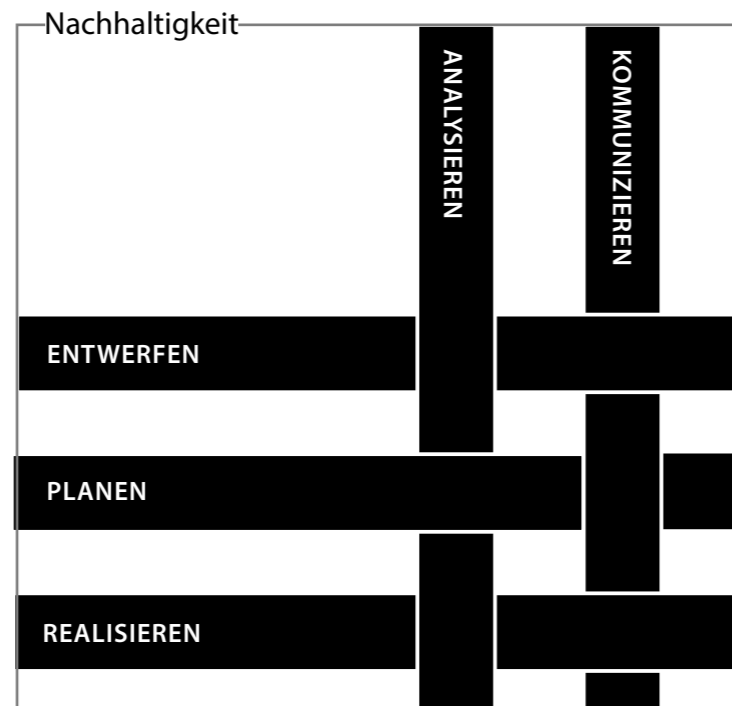 Nachhaltigkeit
ANALYSIEREN
KOMMUNIZIEREN
ENTWERFEN
PLANEN
REALISIEREN